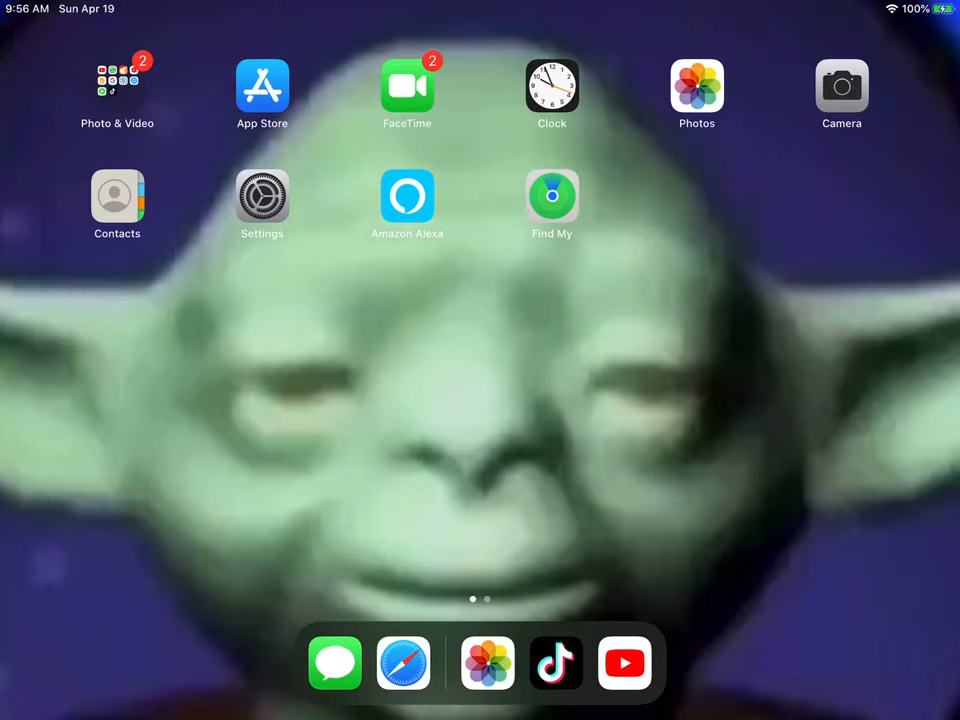 9:56 AM Sun Apr 19
100%
2
2
Photo & Video
App Store
FaceTime
Clock
Photos
Camera
Contacts
Settings
Amazon Alexa
Find My